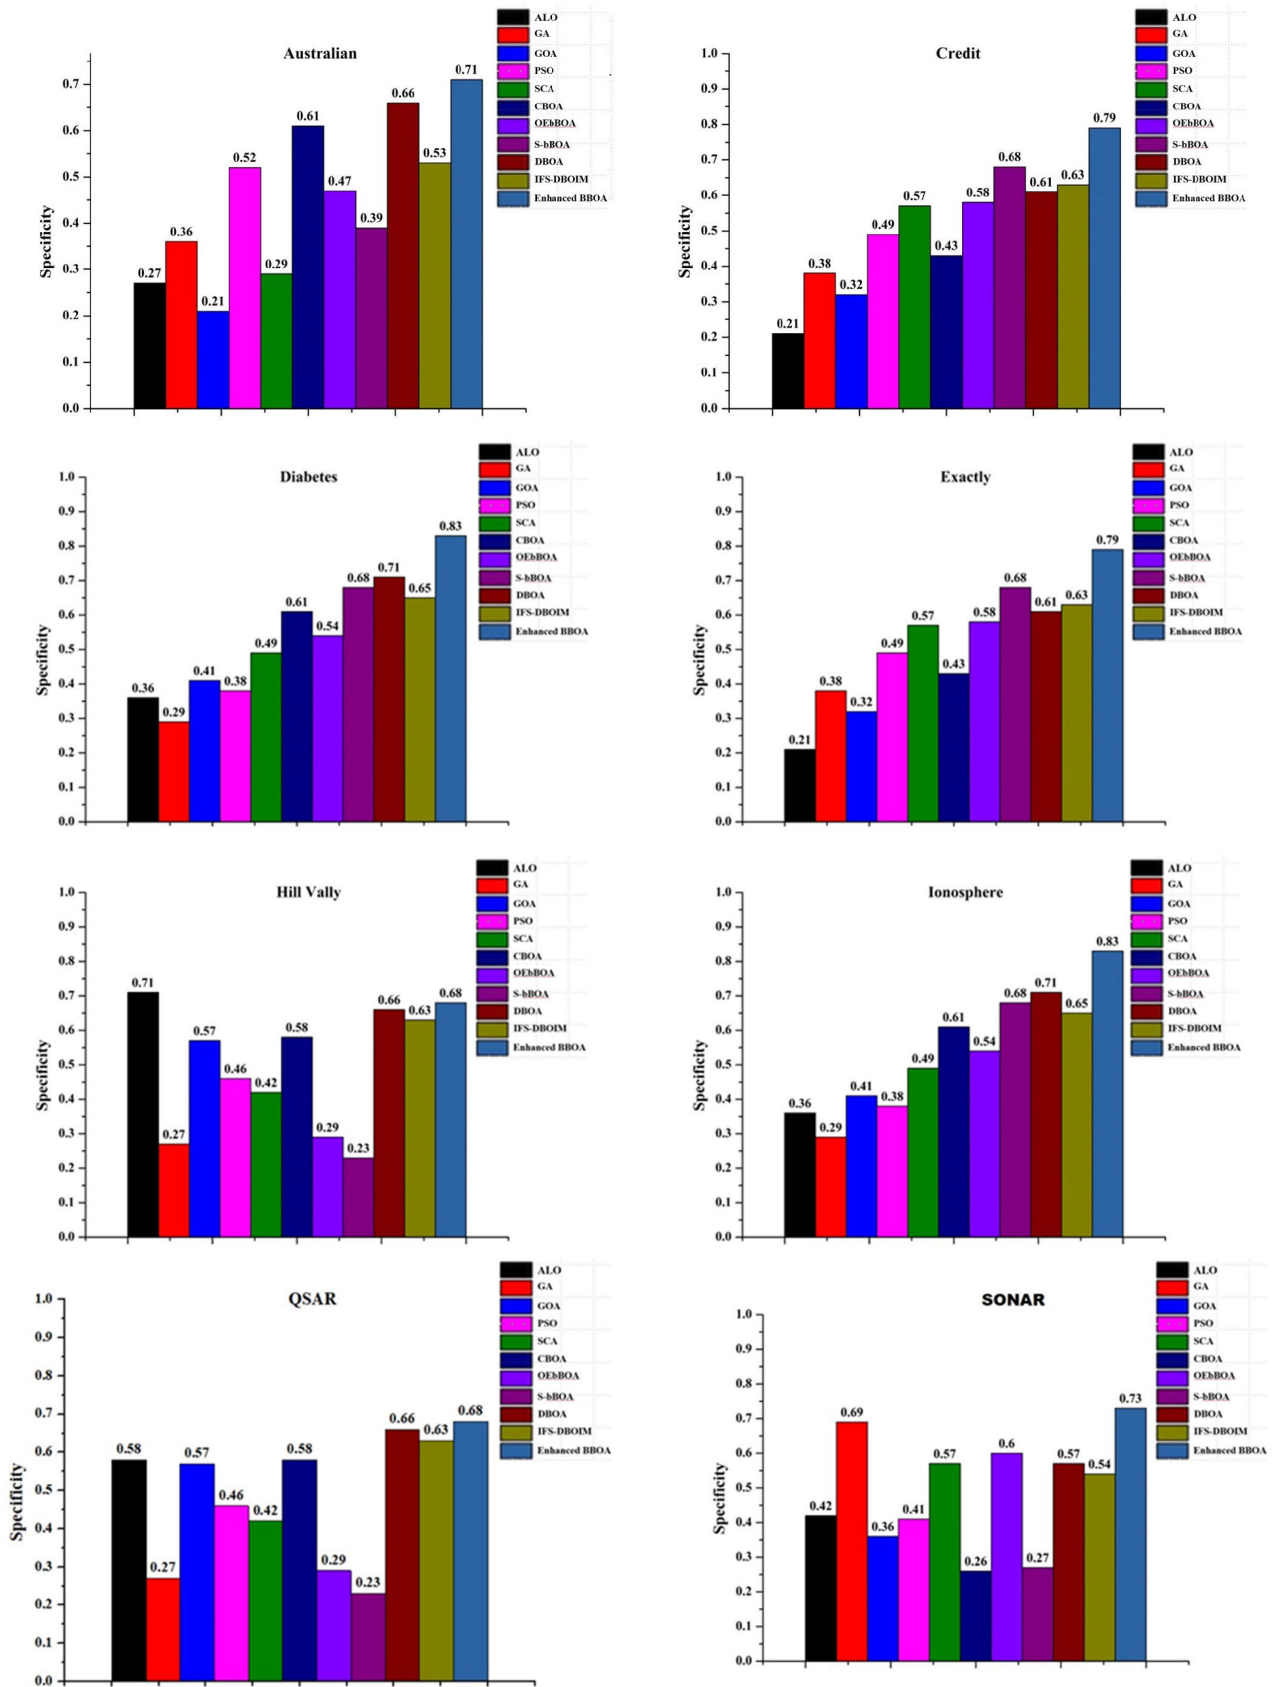 Australian
Specificity
0.7
0.6
0.5
0.4
0.3
0.2
0.1
0.0
0.27
0.36
0.21
0.52
0.29
0.61
0.47
0.39
0.66
0.53
0.71
ALO
GA
GOA
PSO
SCA
CBOA
OEbBOA
S-bBOA
DBOA
IFS-DBOIM
Enhanced BBOA
Credit
Specificity
1.0
0.9
0.8
0.7
0.6
0.5
0.4
0.3
0.2
0.1
0.0
0.21
0.38
0.32
0.49
0.57
0.43
0.58
0.68
0.61
0.63
0.79
ALO
GA
GOA
PSO
SCA
CBOA
OEbBOA
S-bBOA
DBOA
IFS-DBOIM
Enhanced BBOA
Diabetes
Specificity
1.0
0.9
0.8
0.7
0.6
0.5
0.4
0.3
0.2
0.1
0.0
0.36
0.29
0.41
0.38
0.49
0.61
0.54
0.68
0.71
0.65
0.83
ALO
GA
GOA
PSO
SCA
CBOA
OEbBOA
S-bBOA
DBOA
IFS-DBOIM
Enhanced BBOA
Exactly
Specificity
1.0
0.9
0.8
0.7
0.6
0.5
0.4
0.3
0.2
0.1
0.0
0.21
0.38
0.32
0.49
0.57
0.43
0.58
0.68
0.61
0.63
0.79
ALO
GA
GOA
PSO
SCA
CBOA
OEbBOA
S-bBOA
DBOA
IFS-DBOIM
Enhanced BBOA
Hill Vally
Specificity
1.0
0.9
0.8
0.7
0.6
0.5
0.4
0.3
0.2
0.1
0.0
0.71
0.27
0.57
0.46
0.42
0.58
0.29
0.23
0.66
0.63
0.68
ALO
GA
GOA
PSO
SCA
CBOA
OEbBOA
S-bBOA
DBOA
IFS-DBOIM
Enhanced BBOA
Ionosphere
Specificity
1.0
0.9
0.8
0.7
0.6
0.5
0.4
0.3
0.2
0.1
0.0
0.36
0.29
0.41
0.38
0.49
0.61
0.54
0.68
0.71
0.65
0.83
ALO
GA
GOA
PSO
SCA
CBOA
OEbBOA
S-bBOA
DBOA
IFS-DBOIM
Enhanced BBOA
QSAR
Specificity
1.0
0.9
0.8
0.7
0.6
0.5
0.4
0.3
0.2
0.1
0.0
0.58
0.27
0.57
0.46
0.42
0.58
0.29
0.23
0.66
0.63
0.68
ALO
GA
GOA
PSO
SCA
CBOA
OEbBOA
S-bBOA
DBOA
IFS-DBOIM
Enhanced BBOA
SONAR
Specificity
1.0
0.9
0.8
0.7
0.6
0.5
0.4
0.3
0.2
0.1
0.0
0.42
0.69
0.36
0.41
0.57
0.26
0.6
0.27
0.57
0.54
0.73
ALO
GA
GOA
PSO
SCA
CBOA
OEbBOA
S-bBOA
DBOA
IFS-DBOIM
Enhanced BBOA